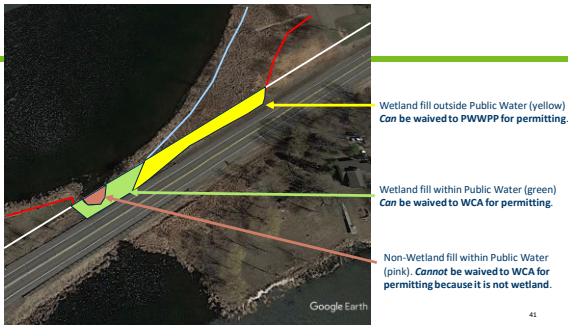 Wetland fill outside Public Water (yellow)
Can be waived to PWWPP for permitting.
Wetland fill within Public Water (green)
Can be waived to WCA for permitting.
Non-Wetland fill within Public Water
(pink). Cannot be waived to WCA for
permitting because it is not wetland.
Google Earth
41